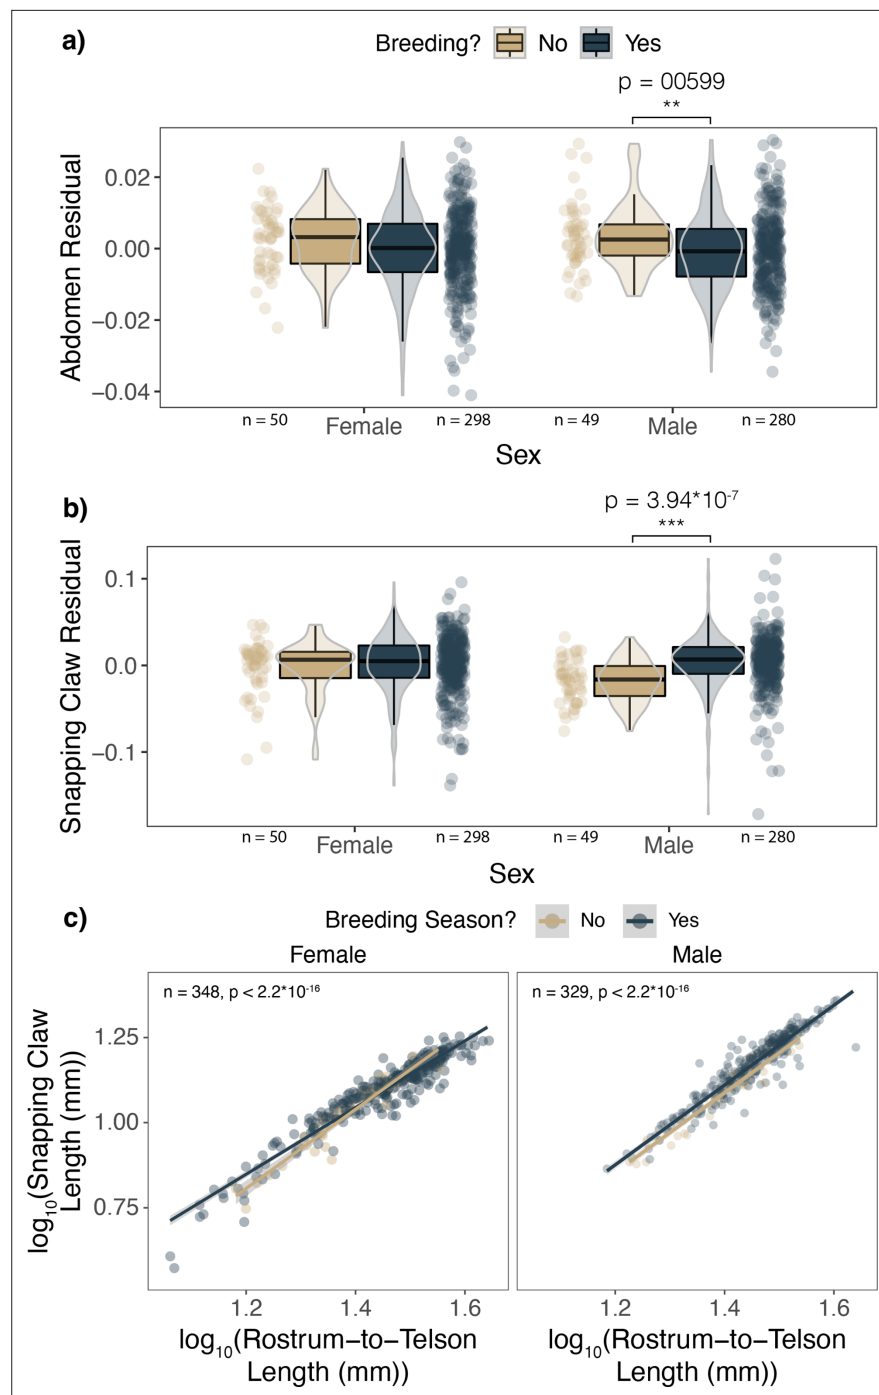 a)
Breeding? No Yes
p = 00599
**
Abdomen Residual
0.02
0.00
−0.02
−0.04
n = 50 Female n = 298 n = 49 Male n = 280
Sex
b)
p = 3.94*10-7
***
Snapping Claw Residual
0.1
0.0
−0.1
n = 50 Female n = 298 n = 49 Male n = 280
Sex
c)
Breeding Season? No Yes
Female Male
n = 348, p < 2.2*10-16
n = 329, p < 2.2*10-16
log10(Snapping Claw
Length (mm))
1.25
1.00
0.75
1.2 1.4 1.6 1.2 1.4 1.6
log10(Rostrum−to−Telson
Length (mm))
log10(Rostrum−to−Telson
Length (mm))